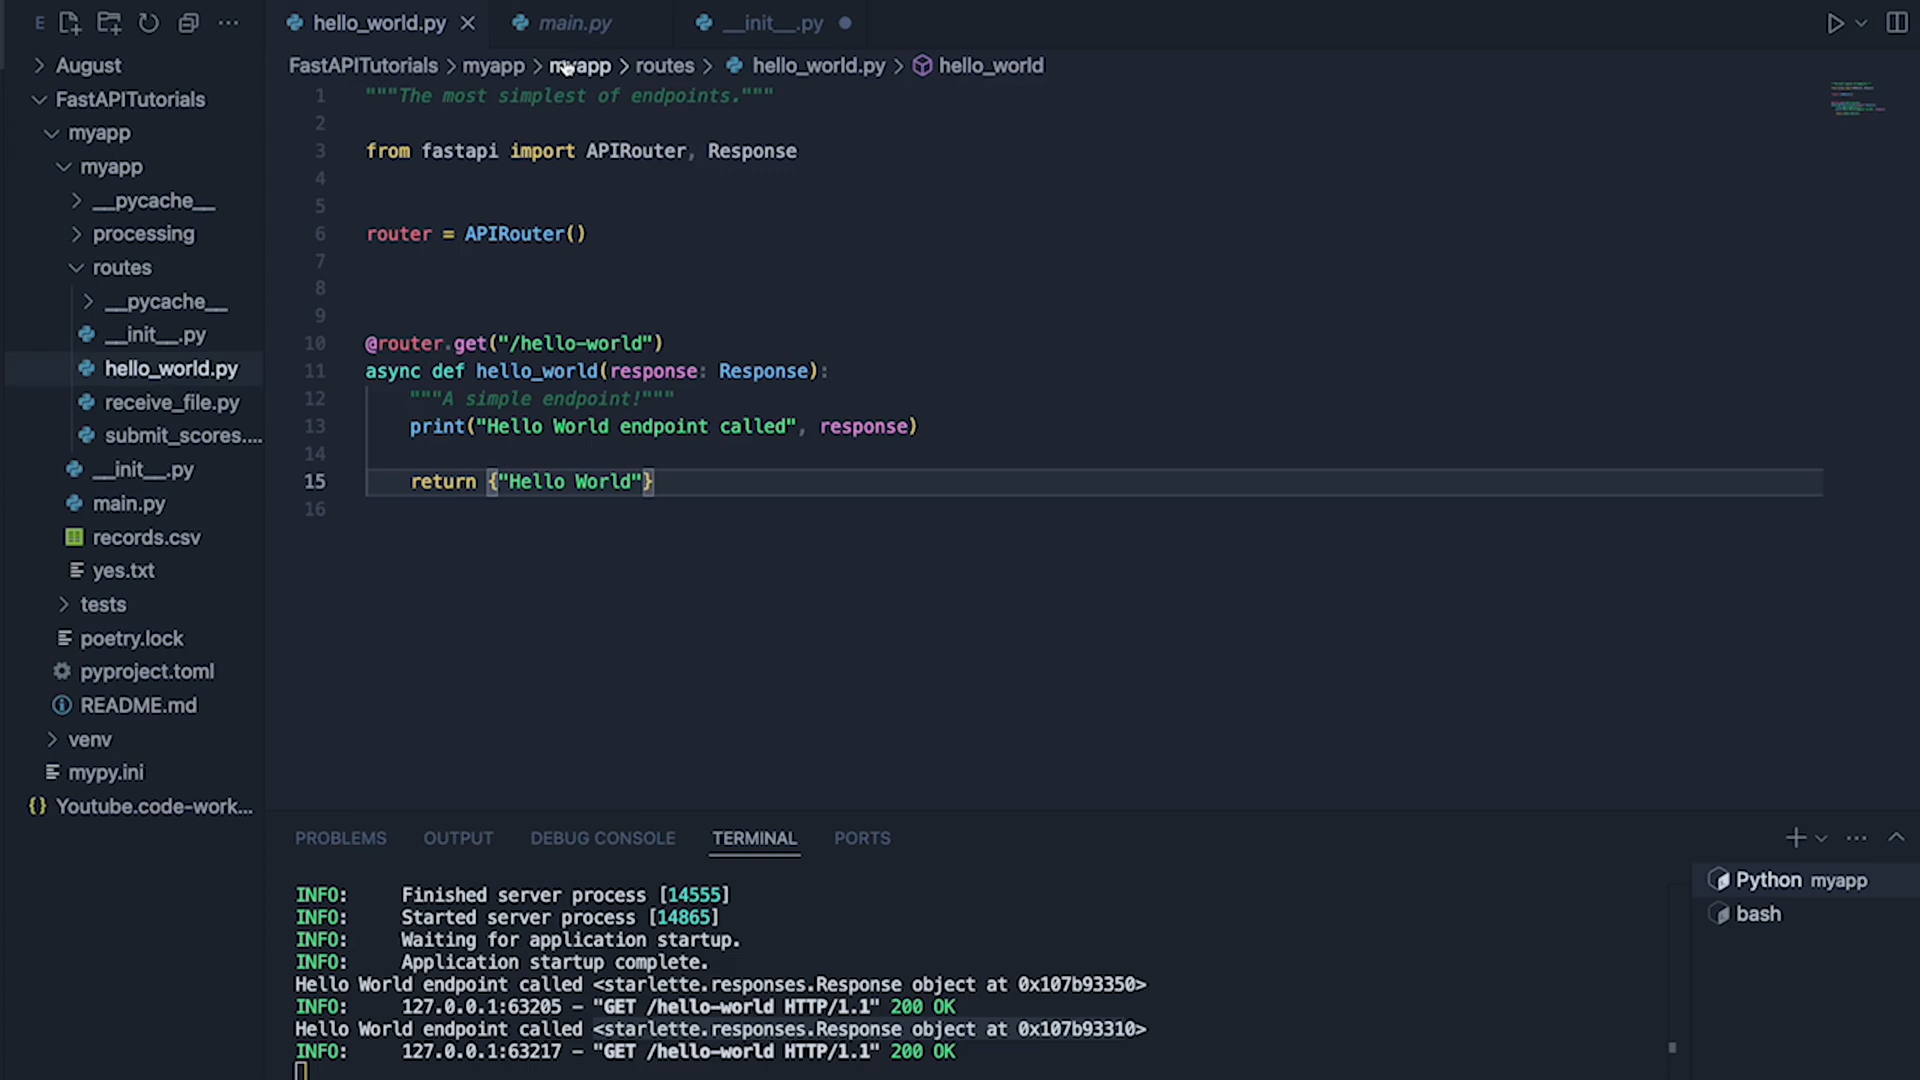 E
hello_world.py
main.py
__init__.py
August
FastAPITutorials
myapp
myapp
__pycache__
processing
routes
__pycache__
__init__.py
hello_world.py
receive_file.py
submit_scores....
__init__.py
main.py
records.csv
yes.txt
tests
poetry.lock
pyproject.toml
README.md
venv
mypy.ini
{} Youtube.code-work...
FastAPITutorials > myapp > myapp > routes > hello_world.py > hello_world
1 """The most simplest of endpoints."""
2
3 from fastapi import APIRouter, Response
4
5
6 router = APIRouter()
7
8
9
10 @router.get("/hello-world")
11 async def hello_world(response: Response):
12 """A simple endpoint!"""
13 print("Hello World endpoint called", response)
14
15 return {"Hello World"}
16
PROBLEMS OUTPUT DEBUG CONSOLE TERMINAL PORTS
INFO: Finished server process [14555]
INFO: Started server process [14865]
INFO: Waiting for application startup.
INFO: Application startup complete.
Hello World endpoint called <starlette.responses.Response object at 0x107b93350>
INFO: 127.0.0.1:63205 - "GET /hello-world HTTP/1.1" 200 OK
Hello World endpoint called <starlette.responses.Response object at 0x107b93310>
INFO: 127.0.0.1:63217 - "GET /hello-world HTTP/1.1" 200 OK
Python myapp
bash